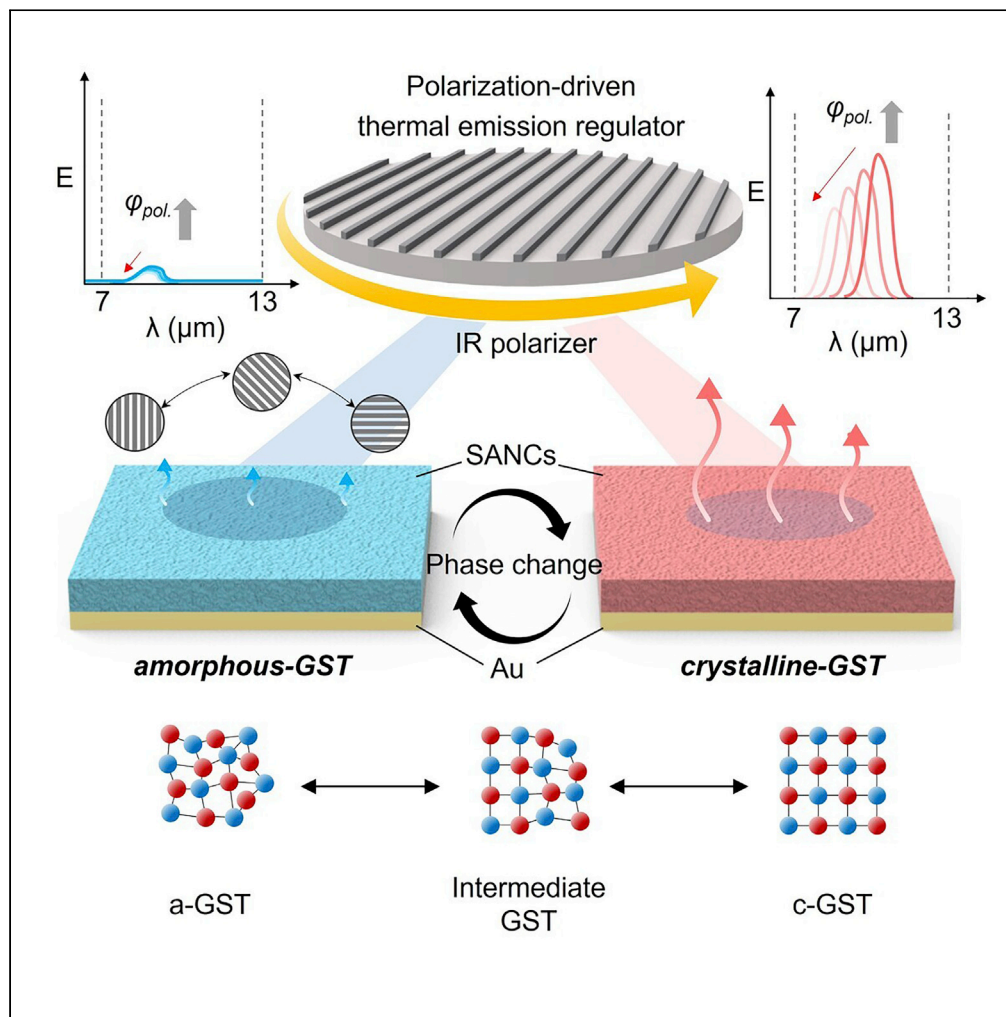 Polarization-driven
thermal emission regulator
E
φpol.
7
13
λ (μm)
E
φpol.
7
13
λ (μm)
IR polarizer
SANCs
Phase change
Au
amorphous-GST
crystalline-GST
a-GST
Intermediate
GST
c-GST